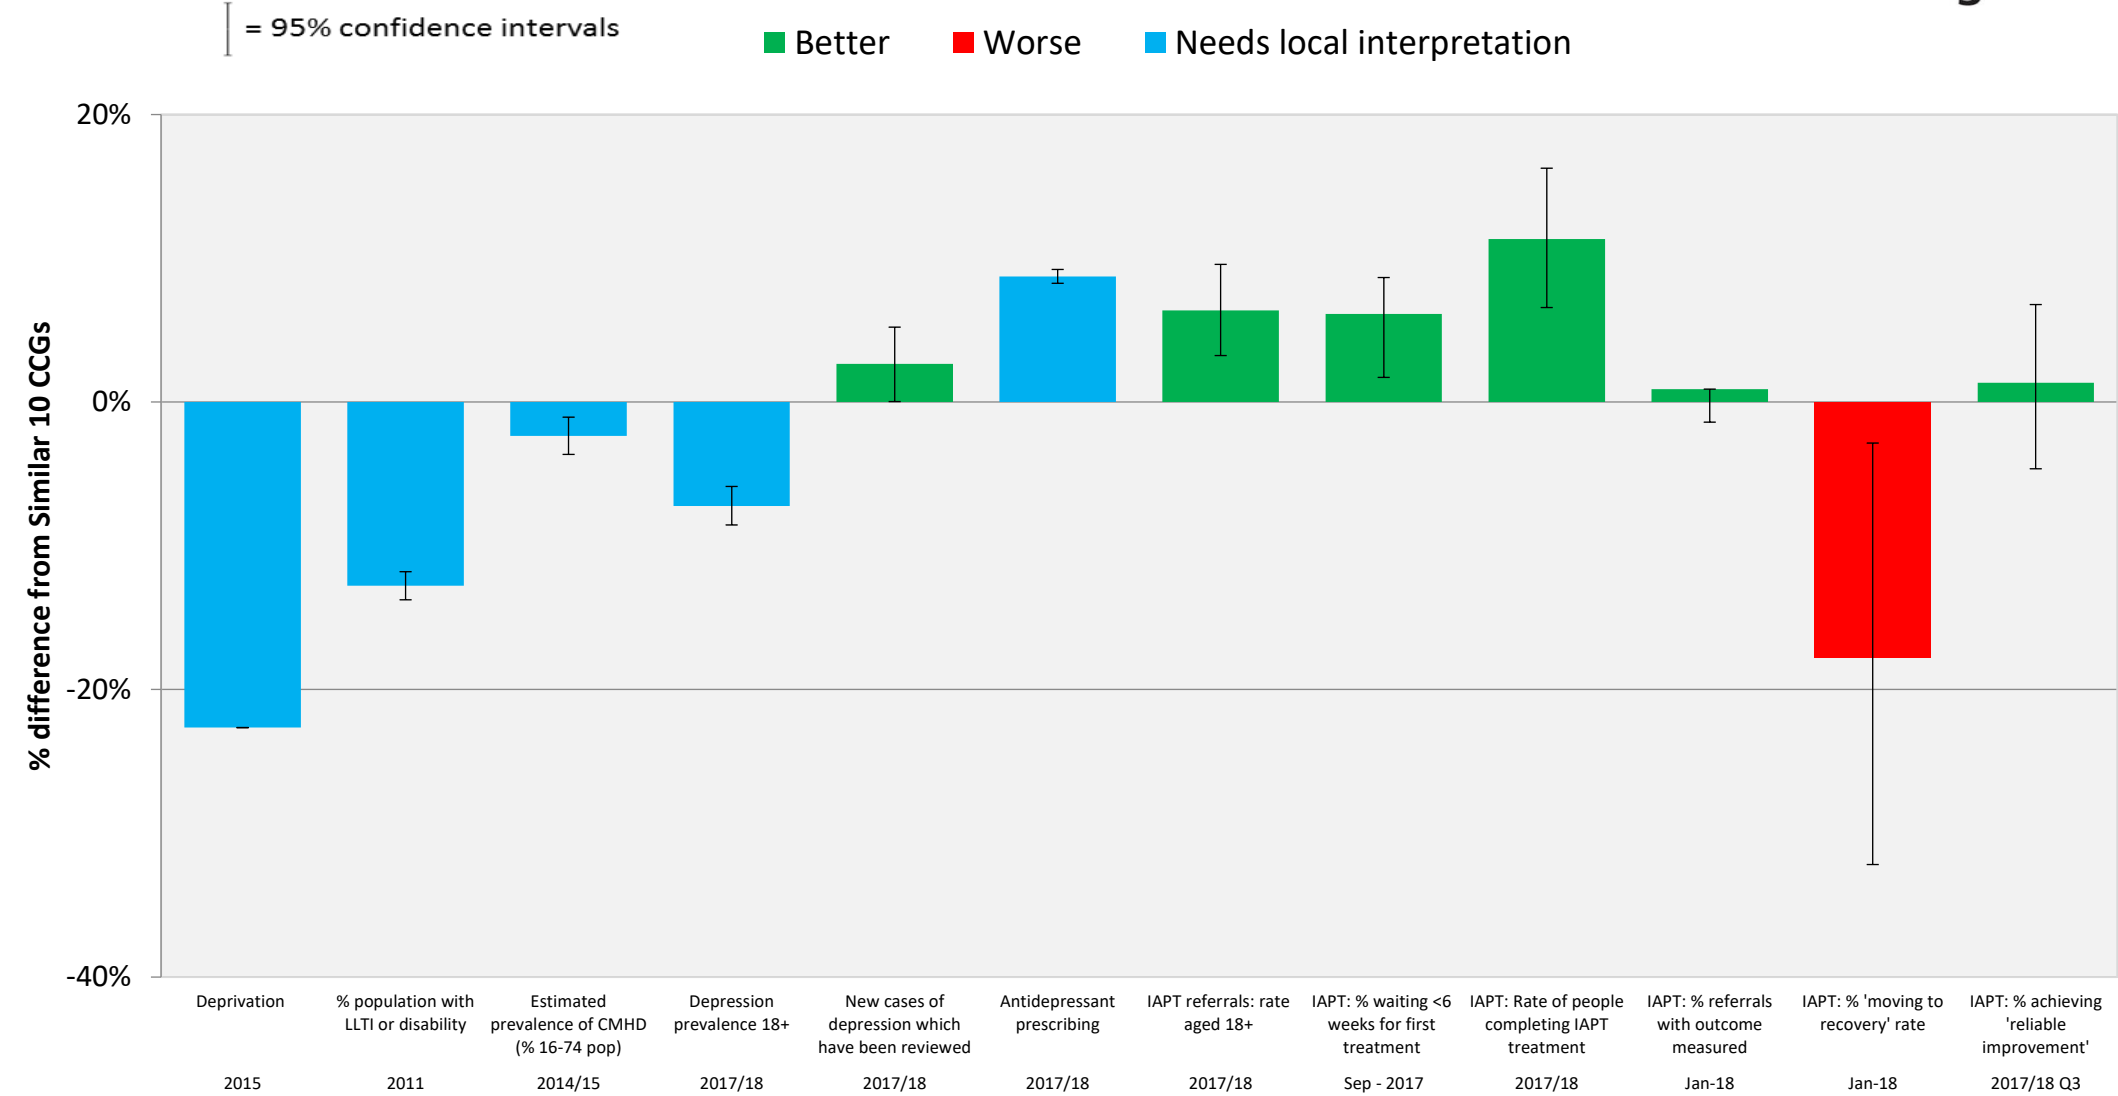 = 95% confidence intervals
Better
Worse
Needs local interpretation
% difference from Similar 10 CCGs
20%
0%
-20%
-40%
Deprivation
2015
% population with
LLTI or disability
2011
Estimated
prevalence of CMHD
(% 16-74 pop)
2014/15
Depression
prevalence 18+
2017/18
New cases of
depression which
have been reviewed
2017/18
Antidepressant
prescribing
2017/18
IAPT referrals: rate
aged 18+
2017/18
IAPT: % waiting <6
weeks for first
treatment
Sep - 2017
IAPT: Rate of people
completing IAPT
treatment
2017/18
IAPT: % referrals
with outcome
measured
Jan-18
IAPT: % 'moving to
recovery' rate
Jan-18
IAPT: % achieving
'reliable
improvement'
2017/18 Q3